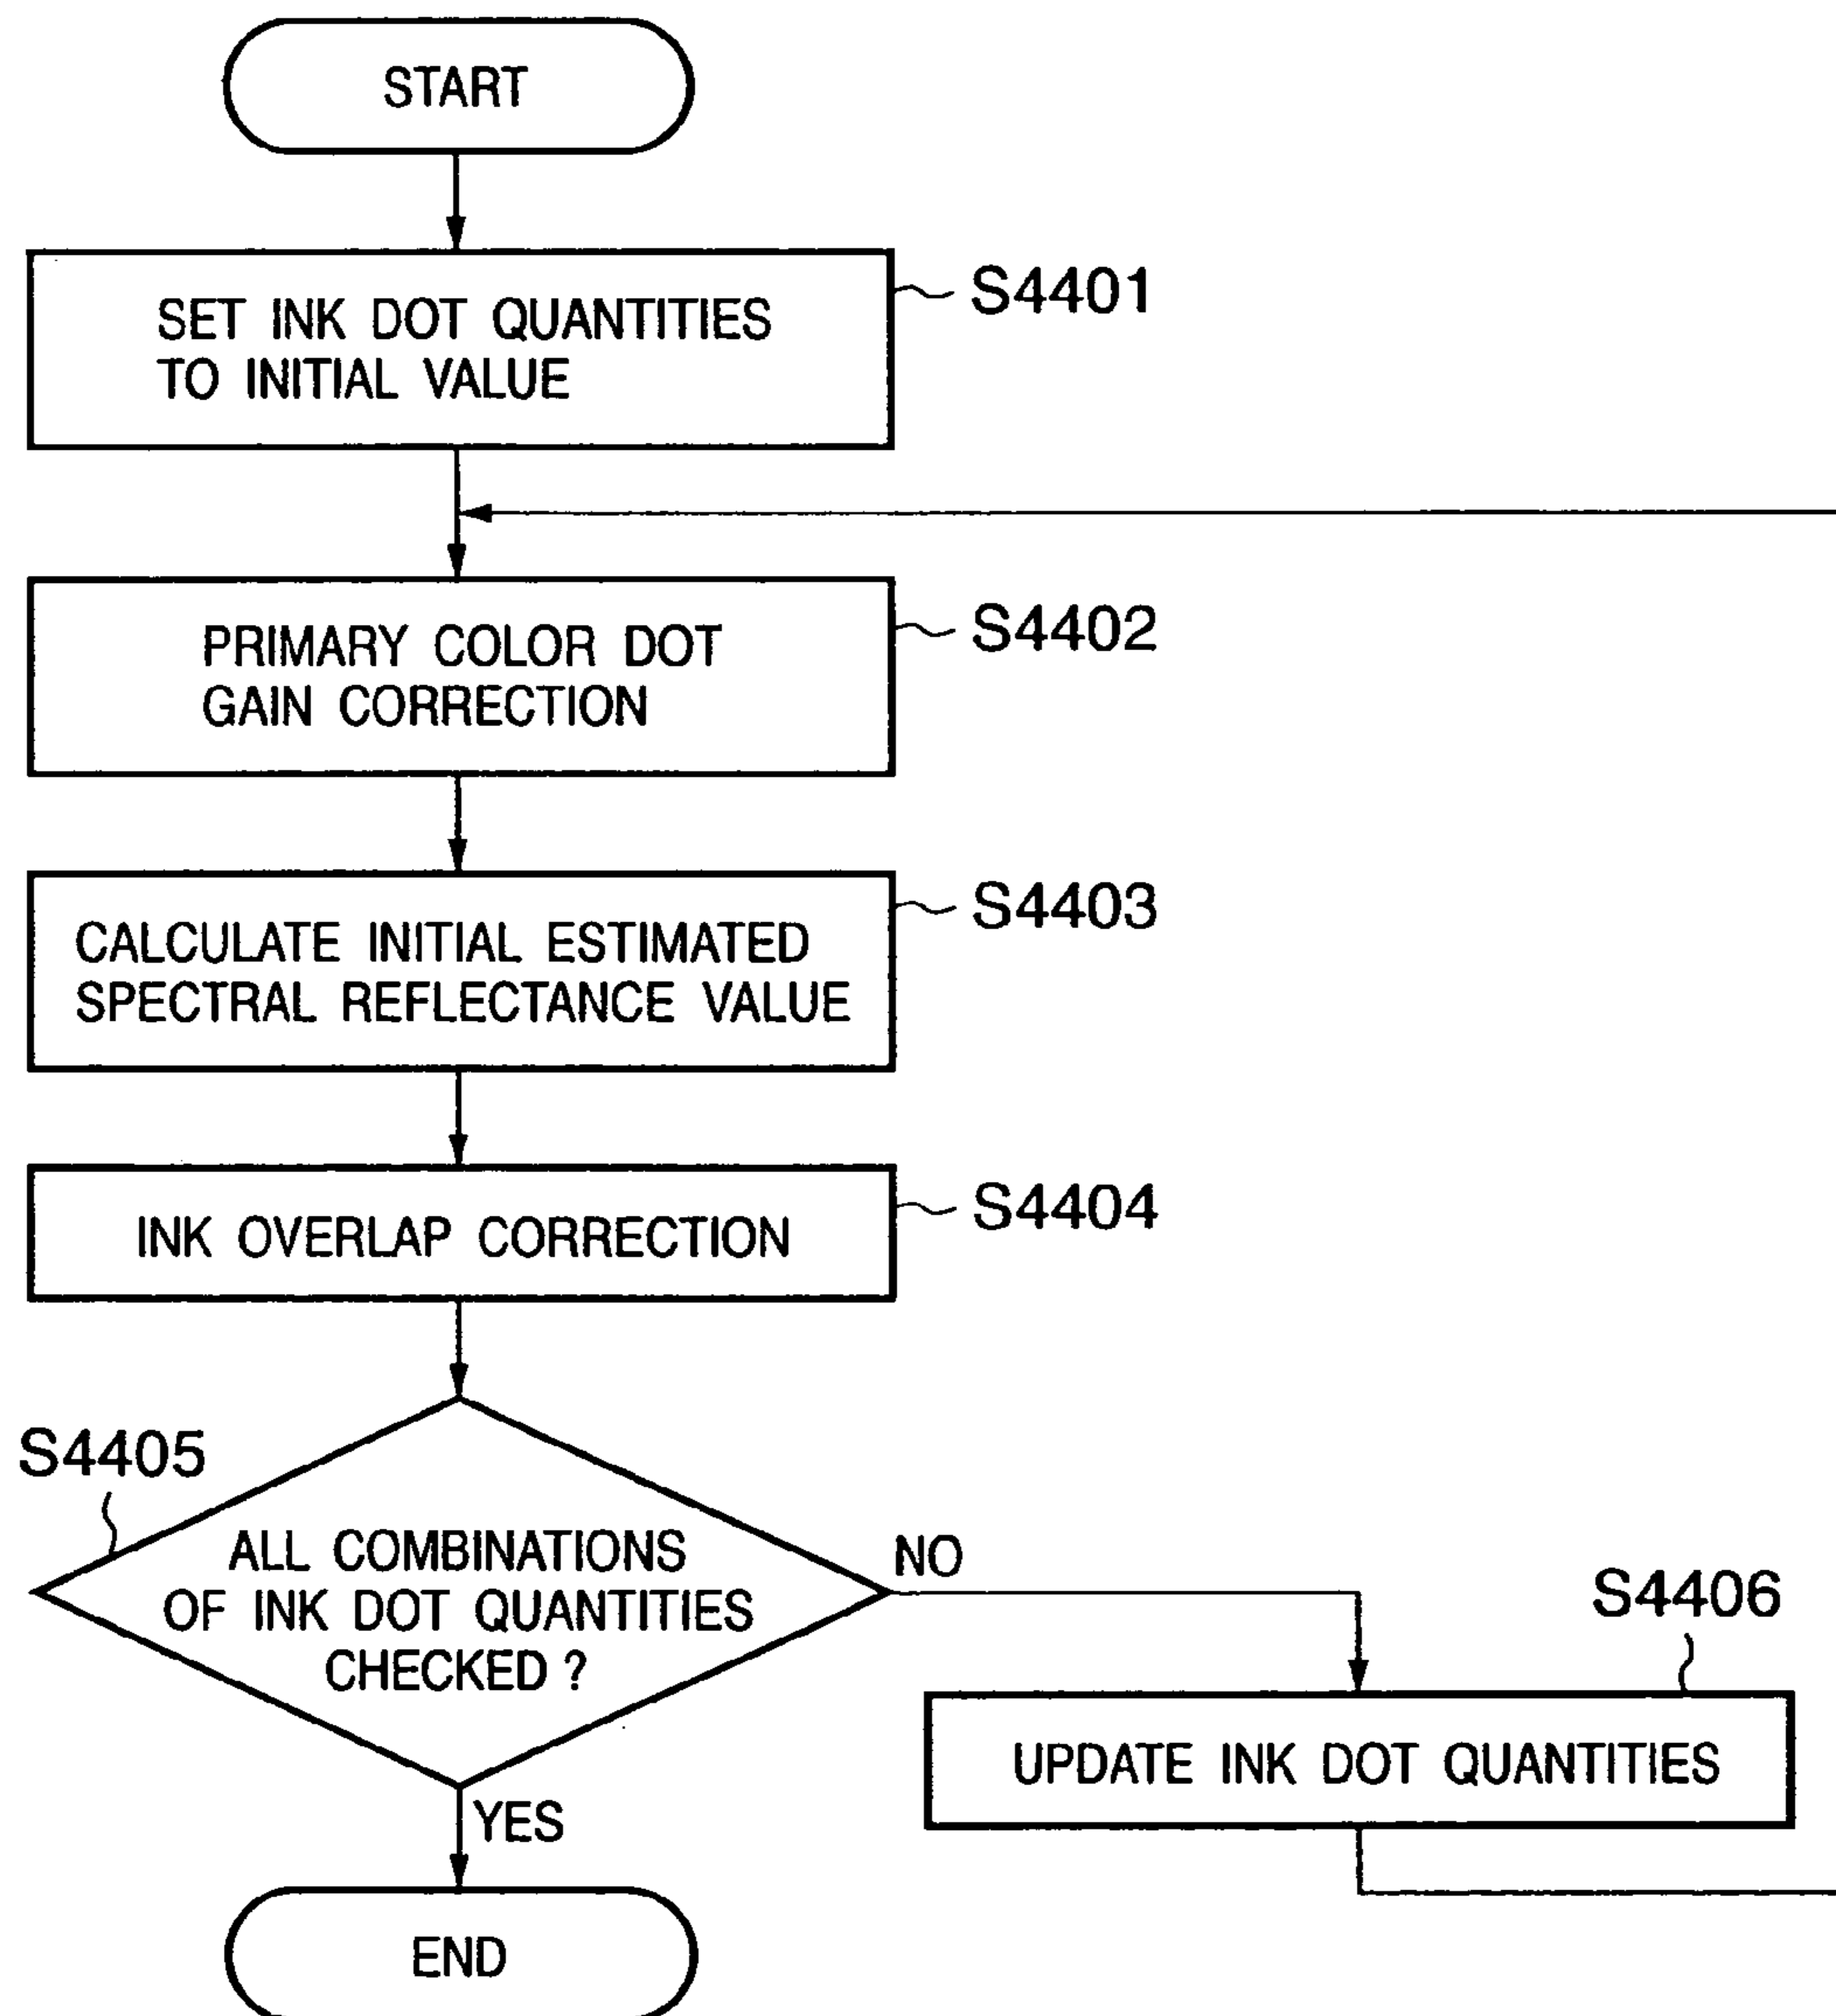 START
SET INK DOT QUANTITIES
TO INITIAL VALUE
S4401
PRIMARY COLOR DOT
GAIN CORRECTION
S4402
CALCULATE INITIAL ESTIMATED
SPECTRAL REFLECTANCE VALUE
S4403
INK OVERLAP CORRECTION
S4404
S4405
ALL COMBINATIONS
OF INK DOT QUANTITIES
CHECKED ?
NO
S4406
UPDATE INK DOT QUANTITIES
YES
END